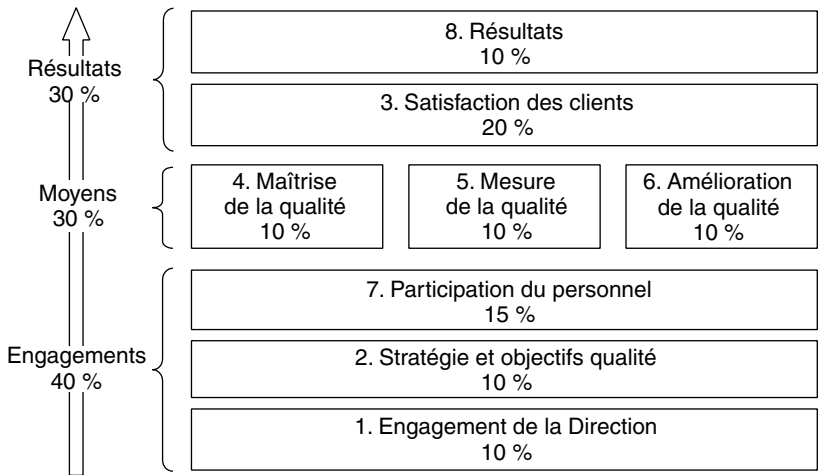 8. Résultats
10 %
Résultats
30 %
3. Satisfaction des clients
20 %
Moyens
30 %
4. Maîtrise
de la qualité
10 %
5. Mesure
de la qualité
10 %
6. Amélioration
de la qualité
10 %
7. Participation du personnel
15 %
Engagements
40 %
2. Stratégie et objectifs qualité
10 %
1. Engagement de la Direction
10 %